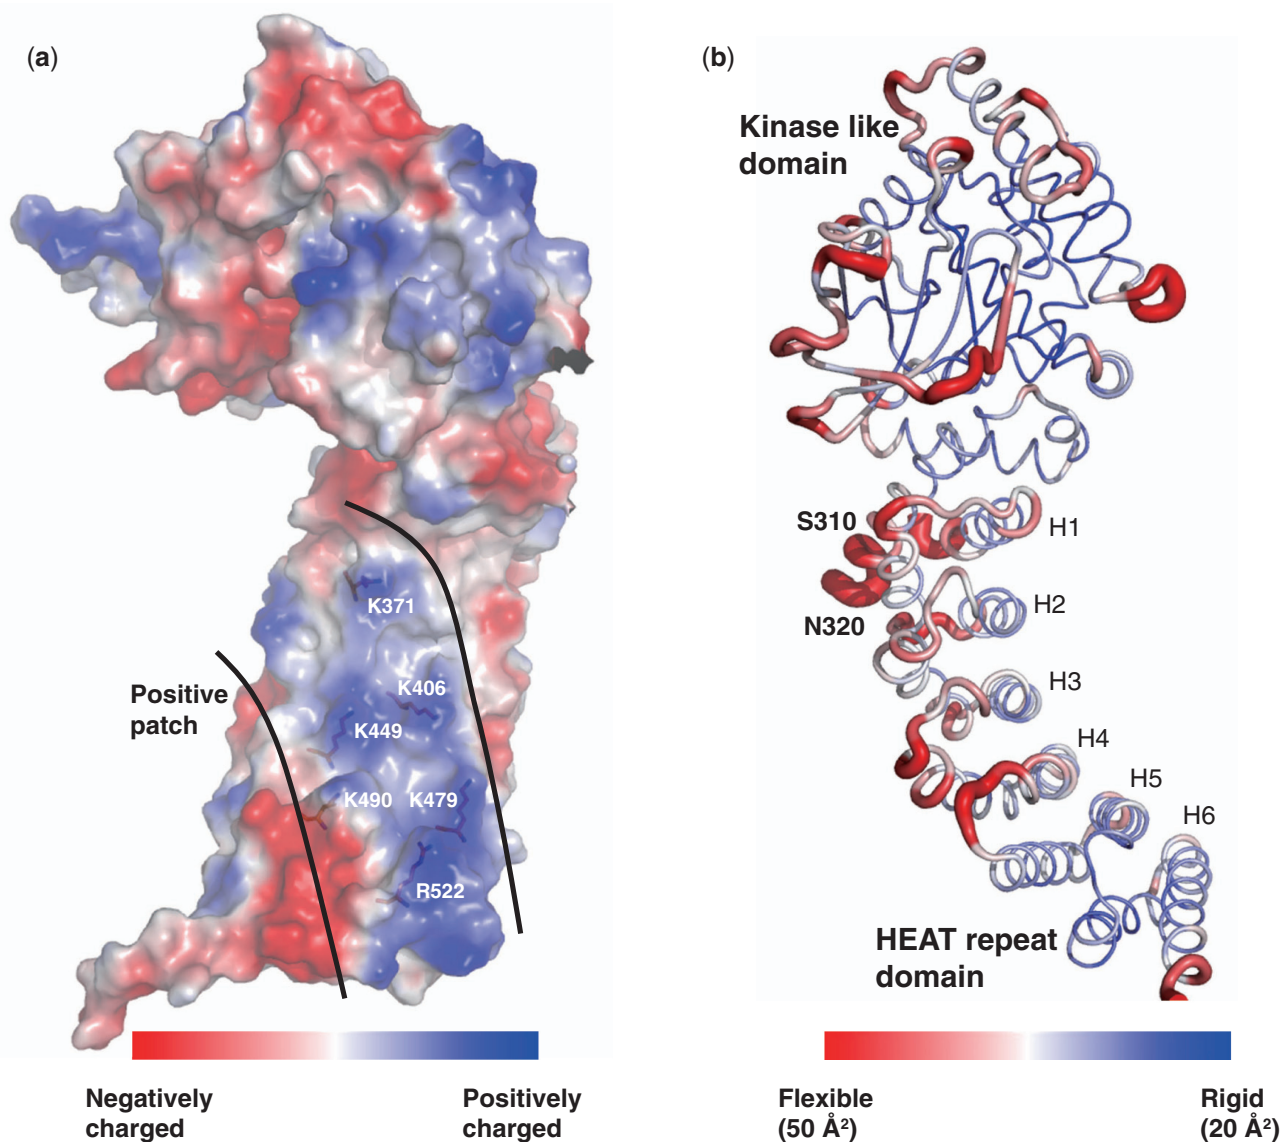 (a)
K371
K406
K449
K490
K479
R522
Positive
patch
Negatively
charged
Positively
charged
(b)
Kinase like
domain
S310
N320
H1
H2
H3
H4
H5
H6
HEAT repeat
domain
Flexible
(50 Å²)
Rigid
(20 Å²)